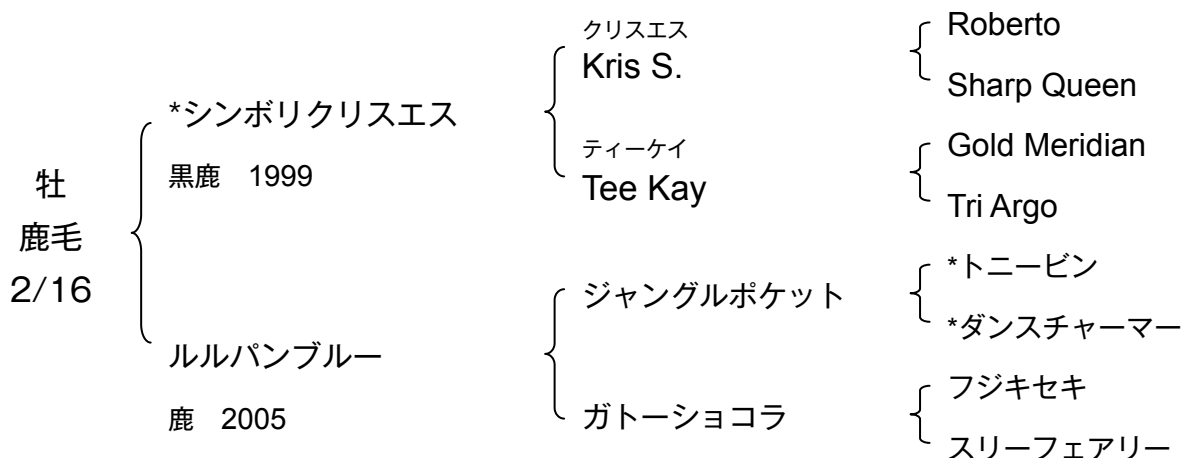 牡
鹿毛
2/16
*シンボリクリスエス
黒鹿　1999
ルルパンブルー
鹿　2005
クリスエス
Kris S.
ティーケイ
Tee Kay
ジャングルポケット
ガトーショコラ
Roberto
Sharp Queen
Gold Meridian
Tri Argo
*トニービン
*ダンスチャーマー
フジキセキ
スリーフェアリー